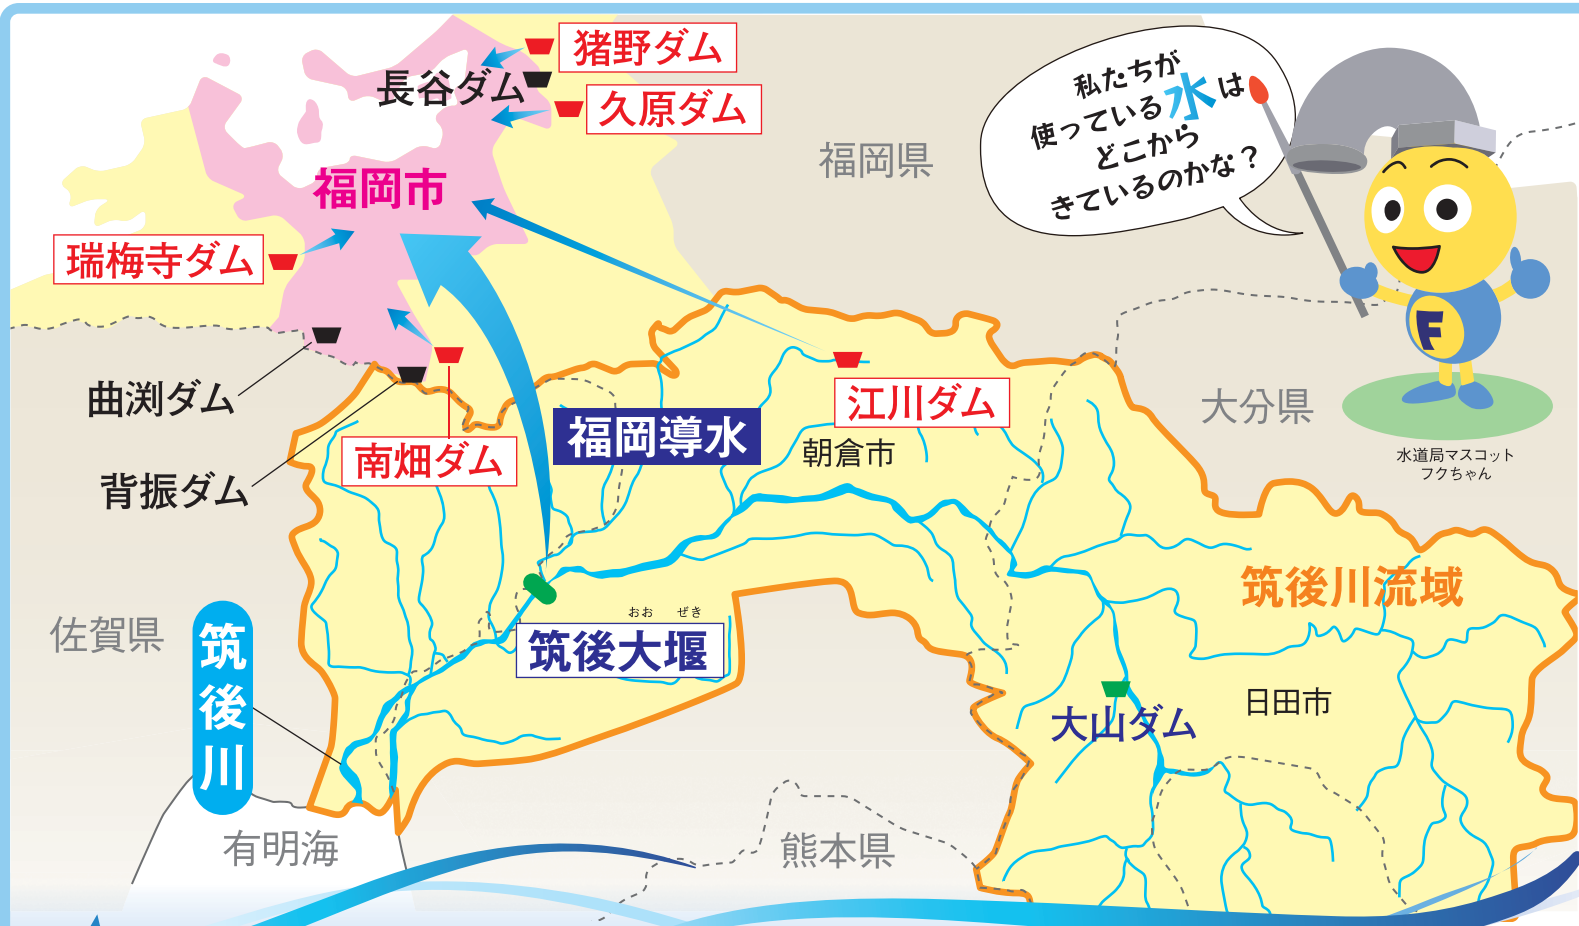 猪野ダム
長谷ダム
久原ダム
福岡県
私たちが
使っている水は
どこから
きているのかな?
福岡市
瑞梅寺ダム
F
曲渕ダム
江川ダム
大分県
南畑ダム
福岡導水
朝倉市
水道局マスコット
フクちゃん
背振ダム
筑後川流域
おお ぜき
筑後大堰
佐賀県
筑後川
大山ダム
日田市
有明海
熊本県